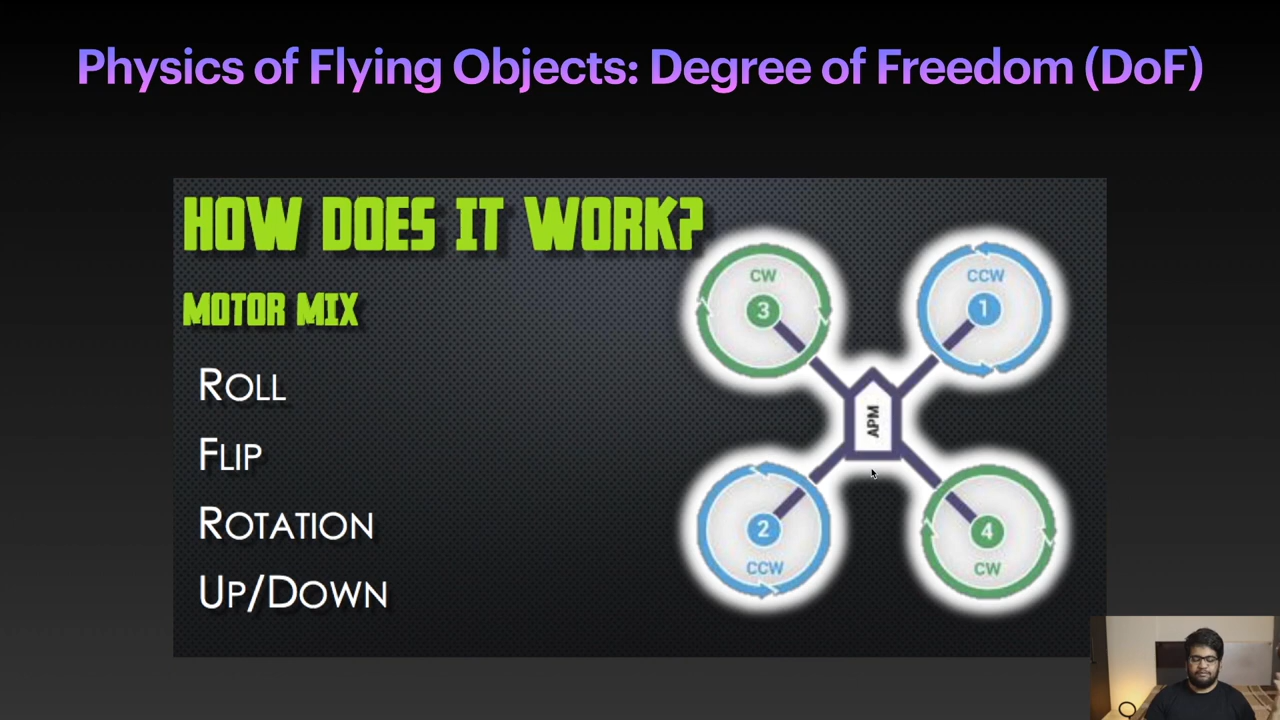 Physics of Flying Objects: Degree of Freedom (DoF)
HOW DOES IT WORK?
MOTOR MIX
ROLL
FLIP
ROTATION
UP/DOWN
CW
3
CCW
1
APM
2
CCW
4
CW